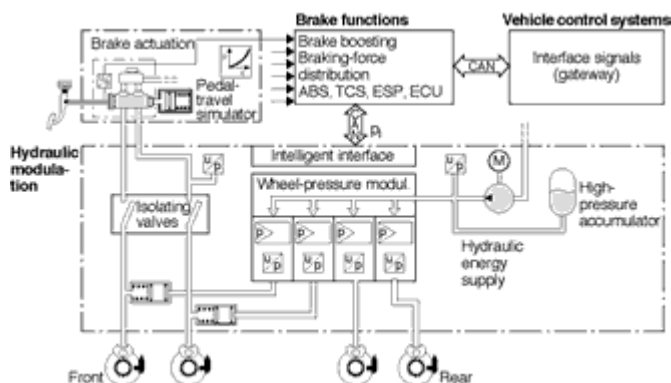 Brake actuation
Pedal-
travel
simulator
Brake functions
Brake boosting
Braking-force
distribution
ABS, TCS, ESP, ECU
CAN
Vehicle control systems
Interface signals
(gateway)
Hydraulic
modula-
tion
Isolating
valves
u
p
Intelligent interface
Wheel-pressure modul.
p
p
p
p
u
p
u
p
u
p
u
p
u
p
M
High-
pressure
accumulator
Hydraulic
energy
supply
Front
Rear